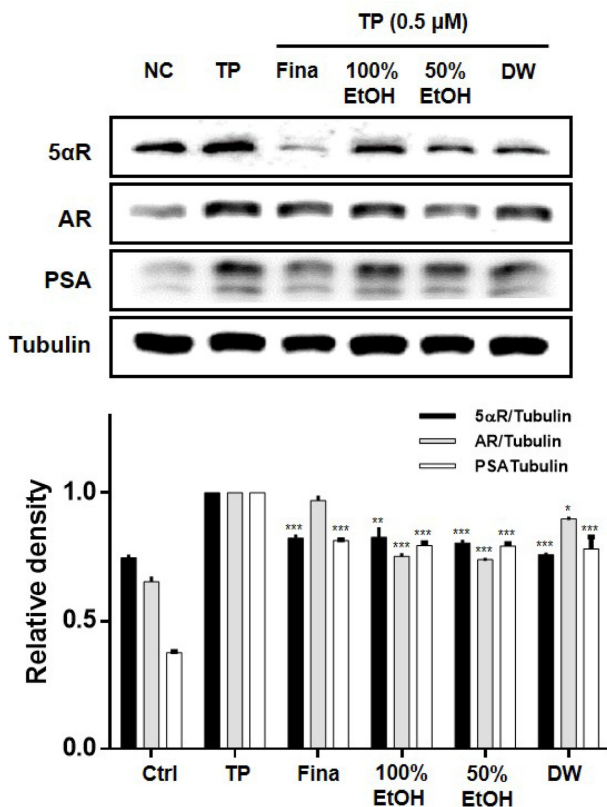 TP (0.5 µM)
NC TP Fina 100% EtOH 50% EtOH DW
5αR
AR
PSA
Tubulin
5αR/Tubulin
AR/Tubulin
PSATubulin
Relative density
1.0
0.5
0.0
*** *** ** *** *** *** *** *** *** * ***
Ctrl TP Fina 100% EtOH 50% EtOH DW